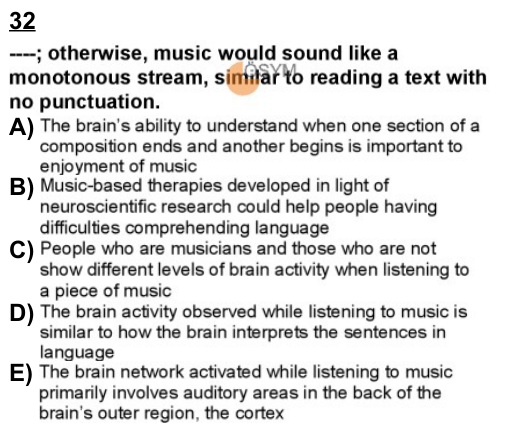 32
----; otherwise, music would sound like a
ÖSYM
monotonous stream, similar to reading a text with
no punctuation.
A) The brain's ability to understand when one section of a
composition ends and another begins is important to
enjoyment of music
B) Music-based therapies developed in light of
neuroscientific research could help people having
difficulties comprehending language
C) People who are musicians and those who are not
show different levels of brain activity when listening to
a piece of music
D) The brain activity observed while listening to music is
similar to how the brain interprets the sentences in
language
E) The brain network activated while listening to music
primarily involves auditory areas in the back of the
brain's outer region, the cortex